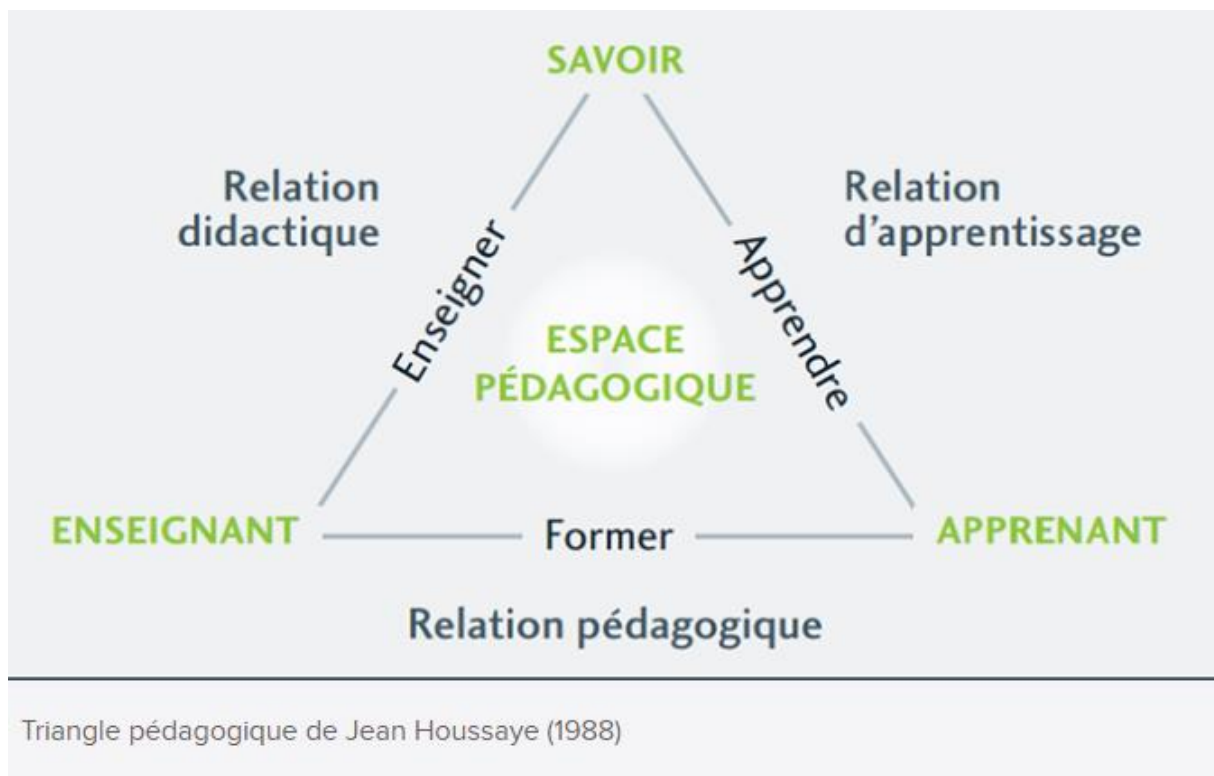 SAVOIR
Relation
didactique
Relation
d'apprentissage
Enseigner
Apprendre
ESPACE
PÉDAGOGIQUE
ENSEIGNANT
Former
APPRENANT
Relation pédagogique
Triangle pédagogique de Jean Houssaye (1988)